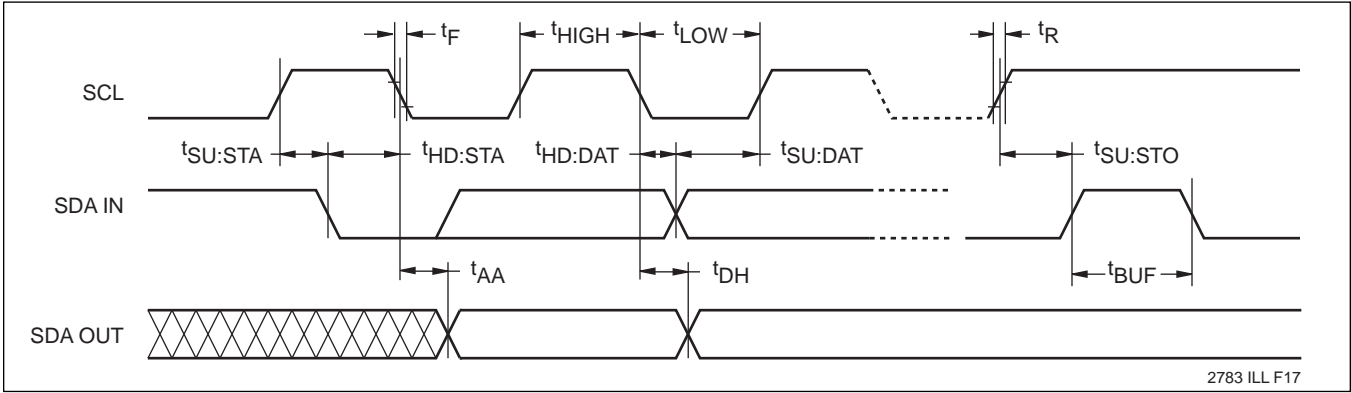 tF
tHIGH
tLOW
tR
SCL
tSU:STA
tHD:STA
tHD:DAT
tSU:DAT
tSU:STO
SDA IN
tAA
tDH
tBUF
SDA OUT
2783 ILL F17